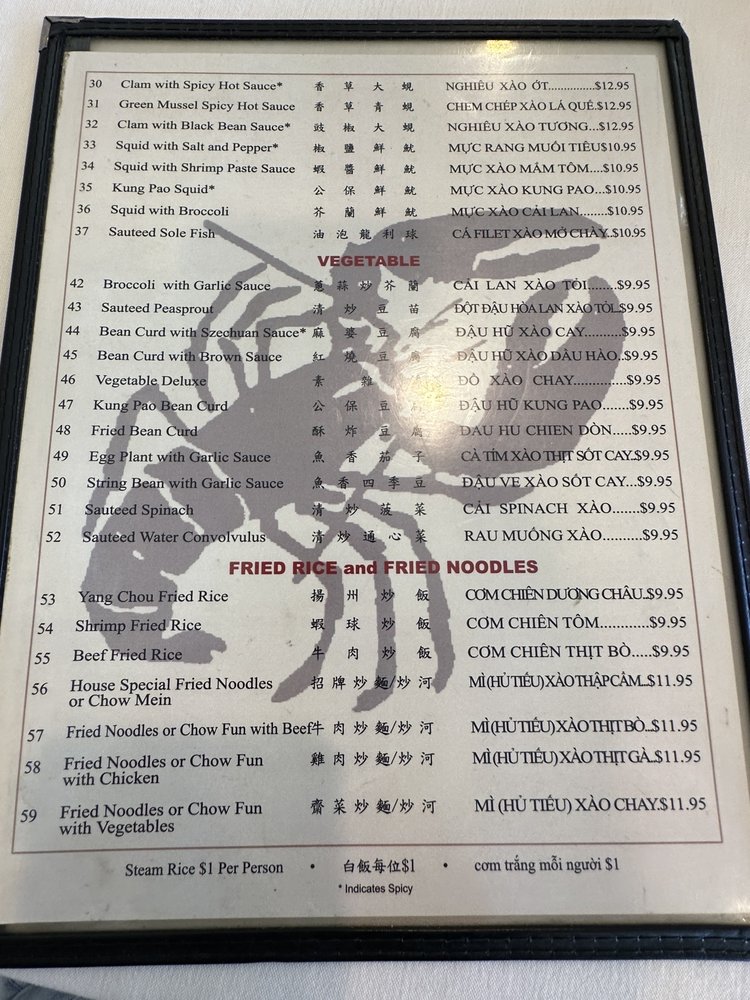 30 Clam with Spicy Hot Sauce* 香草大蜆 NGHIÊU XÀO ỚT..............$12.95
31 Green Mussel Spicy Hot Sauce 香草青蜆 CHEM CHÉP XÀO LÁ QUẾ.$12.95
32 Clam with Black Bean Sauce* 豉椒大蜆 NGHIÊU XÀO TƯƠNG...$12.95
33 Squid with Salt and Pepper* 椒鹽鮮魷 MỰC RANG MUỐI TIÊU$10.95
34 Squid with Shrimp Paste Sauce 蝦醬鮮魷 MỰC XÀO MẮM TÔM....$10.95
35 Kung Pao Squid* 公保鮮魷 MỰC XÀO KUNG PAO...$10.95
36 Squid with Broccoli 芥蘭鮮魷 MỰC XÀO CẢI LAN.......$10.95
37 Sauteed Sole Fish 油泡龍利球 CÁ FILET XÀO MỞ CHÀY.$10.95
VEGETABLE
42 Broccoli with Garlic Sauce 蔥蒜炒芥蘭 CẢI LAN XÀO TỎI......$9.95
43 Sauteed Peasprout 清炒豆苗 ĐỘT ĐẬU HÒA LAN XÀO TỎI..$9.95
44 Bean Curd with Szechuan Sauce* 麻婆豆腐 ĐẬU HŨ XÀO CAY.......$9.95
45 Bean Curd with Brown Sauce 紅燒豆腐 ĐẬU HŨ XÀO DẦU HÀO..$9.95
46 Vegetable Deluxe 素雜 ĐỒ XÀO CHAY..........$9.95
47 Kung Pao Bean Curd 公保豆 ĐẬU HŨ KUNG PAO.......$9.95
48 Fried Bean Curd 酥炸豆腐 DAU HU CHIEN DÒN.....$9.95
49 Egg Plant with Garlic Sauce 魚香茄子 CÀ TÍM XÀO THỊT SỐT CAY.$9.95
50 String Bean with Garlic Sauce 魚香四季豆 ĐẬU VE XÀO SỐT CAY...$9.95
51 Sauteed Spinach 清炒菠菜 CẢI SPINACH XÀO.......$9.95
52 Sauteed Water Convolvulus 清炒通心菜 RAU MUỐNG XÀO..........$9.95
FRIED RICE and FRIED NOODLES
53 Yang Chou Fried Rice 揚州炒飯 CƠM CHIÊN DƯƠNG CHÂU..$9.95
54 Shrimp Fried Rice 蝦球炒飯 CƠM CHIÊN TÔM............$9.95
55 Beef Fried Rice 牛肉炒飯 CƠM CHIÊN THỊT BÒ.....$9.95
56 House Special Fried Noodles 招牌炒麵/炒河 MÌ (HỦ TIẾU) XÀO THẬP CẨM..$11.95
or Chow Mein
57 Fried Noodles or Chow Fun with Beef 牛肉炒麵/炒河 MÌ (HỦ TIẾU) XÀO THỊT BÒ...$11.95
58 Fried Noodles or Chow Fun 雞肉炒麵/炒河 MÌ (HỦ TIẾU) XÀO THỊT GÀ..$11.95
with Chicken
59 Fried Noodles or Chow Fun 齋菜炒麵/炒河 MÌ (HỦ TIẾU) XÀO CHAY.$11.95
with Vegetables
Steam Rice $1 Per Person • 白飯每位$1 • cơm trắng mỗi người $1
* Indicates Spicy